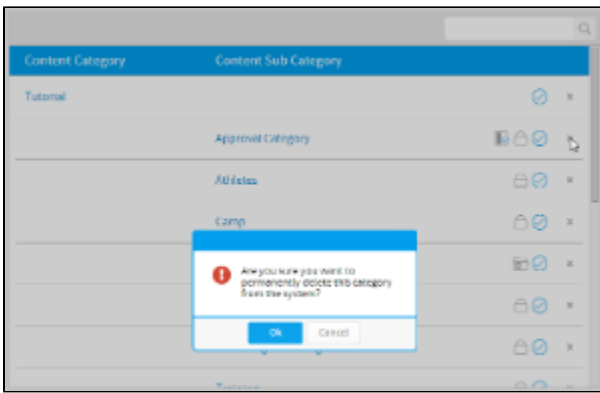 Content Category Content Sub Category
Tutorial
Approval Category
Athletes
Camp
Are you sure you want to
permanently delete this category
from the system?
Ok Cancel